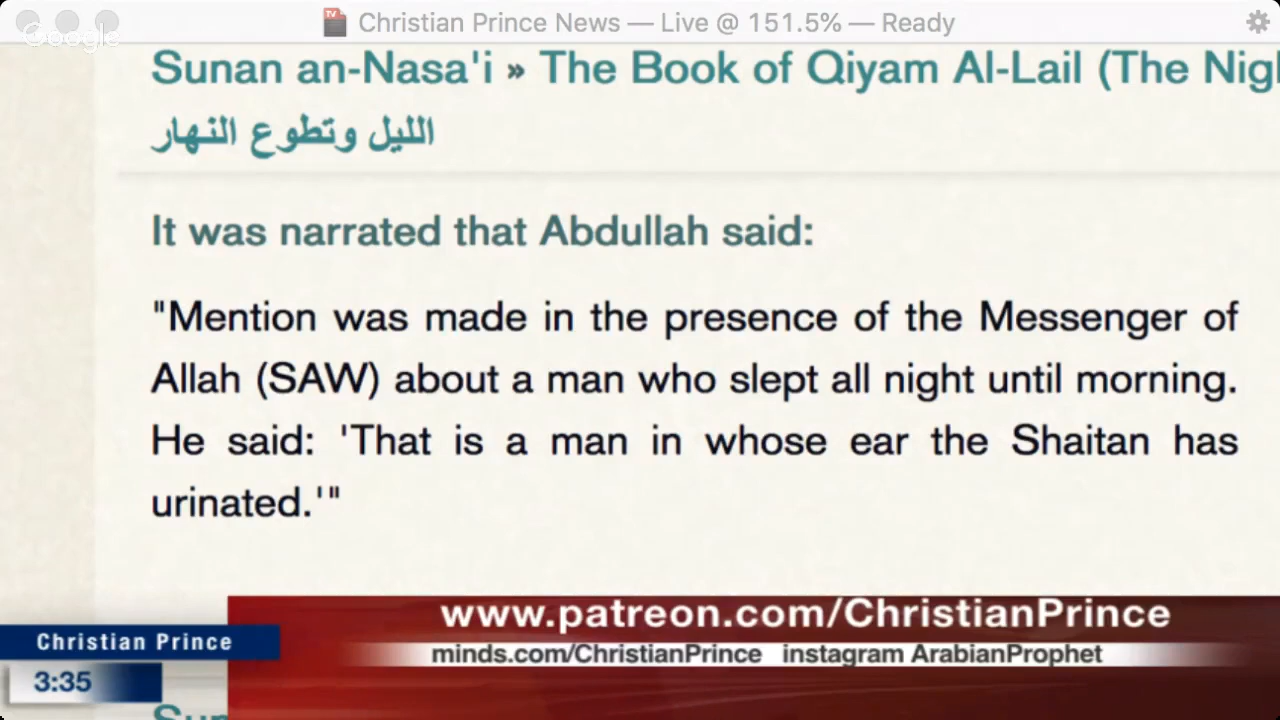 Google
Christian Prince News — Live @ 151.5% — Ready
Sunan an-Nasa'i » The Book of Qiyam Al-Lail (The Nigh
الليل وتطوع النهار
It was narrated that Abdullah said:
"Mention was made in the presence of the Messenger of
Allah (SAW) about a man who slept all night until morning.
He said: 'That is a man in whose ear the Shaitan has
urinated.'"
www.patreon.com/ChristianPrince
Christian Prince
minds.com/ChristianPrince instagram ArabianProphet
3:35